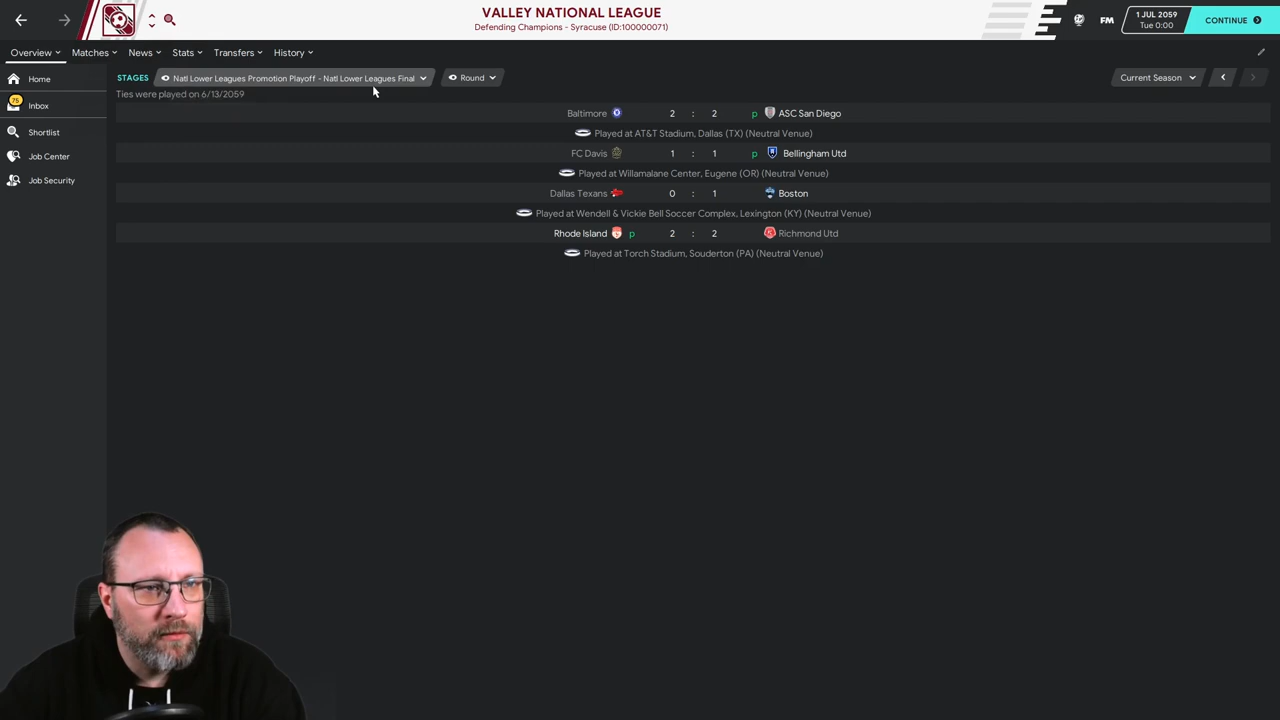 VALLEY NATIONAL LEAGUE
Defending Champions - Syracuse (ID:100000071)
FM
1 JUL 2059
Tue 0:00
CONTINUE
Overview
Matches
News
Stats
Transfers
History
Home
75
Inbox
Shortlist
Job Center
Job Security
STAGES
Natl Lower Leagues Promotion Playoff - Natl Lower Leagues Final
Round
Current Season
Ties were played on 6/13/2059
Baltimore 2 : 2 p ASC San Diego
Played at AT&T Stadium, Dallas (TX) (Neutral Venue)
FC Davis 1 : 1 p Bellingham Utd
Played at Willamalane Center, Eugene (OR) (Neutral Venue)
Dallas Texans 0 : 1 Boston
Played at Wendell & Vickie Bell Soccer Complex, Lexington (KY) (Neutral Venue)
Rhode Island p 2 : 2 Richmond Utd
Played at Torch Stadium, Souderton (PA) (Neutral Venue)